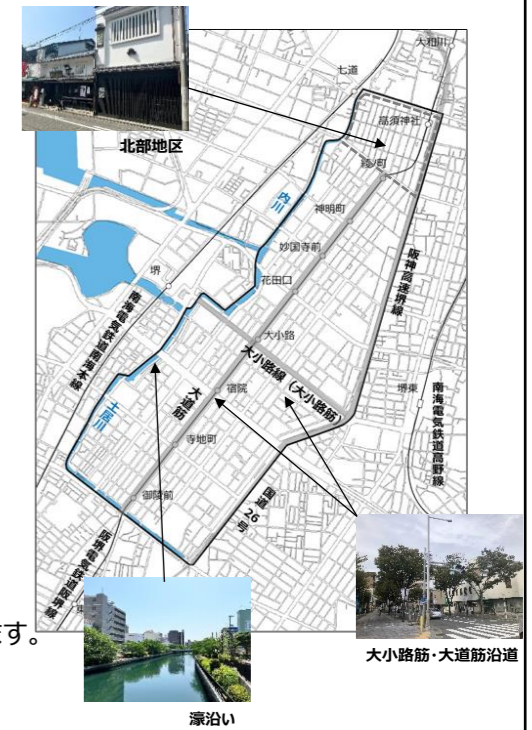 大和川
七道
高須神社
北部地区
綾ノ町
内川
神明町
妙国寺前
阪神高速堺線
花田口
堺
南海電気鉄道南海本線
大小路
大小路線（大小路筋）
堺東
南海電気鉄道高野線
宿院
大道筋
土居川
寺地町
御陵前
国道26号
阪堺電気鉄道阪堺線
東
ます。
大小路筋・大道筋沿道
濠沿い